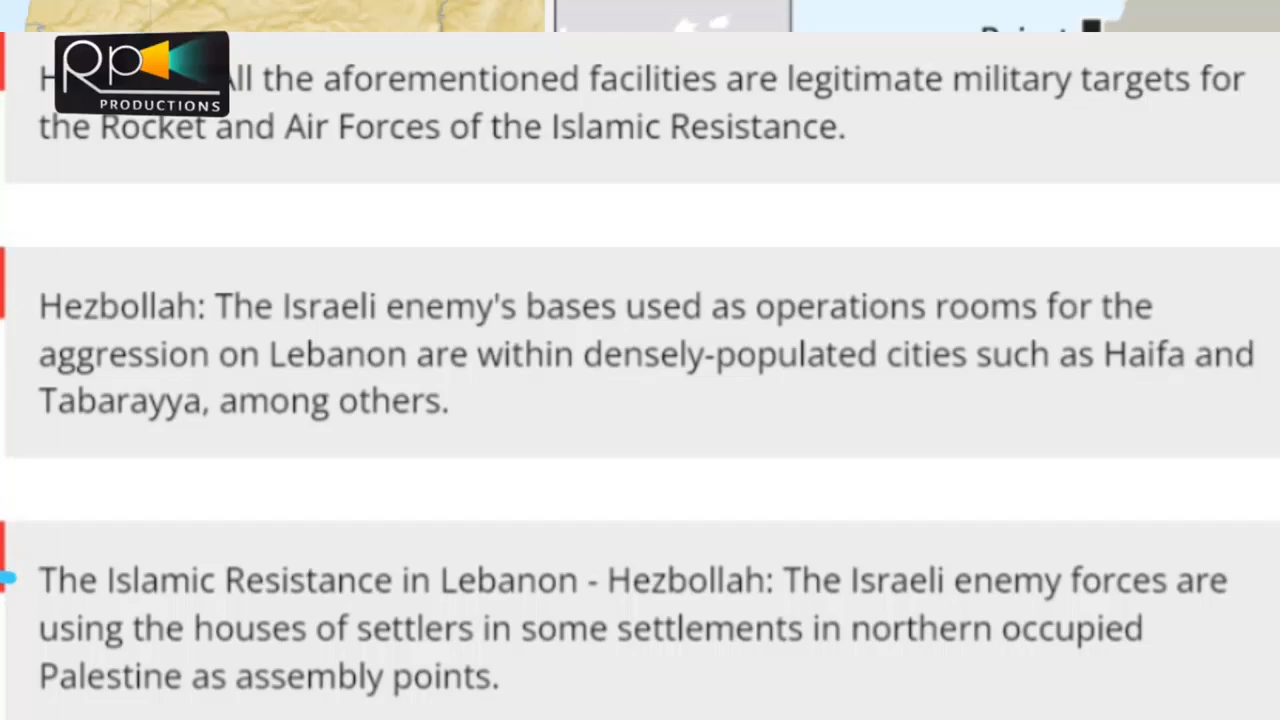 Rp
PRODUCTIONS
All the aforementioned facilities are legitimate military targets for
the Rocket and Air Forces of the Islamic Resistance.
Hezbollah: The Israeli enemy's bases used as operations rooms for the
aggression on Lebanon are within densely-populated cities such as Haifa and
Tabarayya, among others.
The Islamic Resistance in Lebanon - Hezbollah: The Israeli enemy forces are
using the houses of settlers in some settlements in northern occupied
Palestine as assembly points.